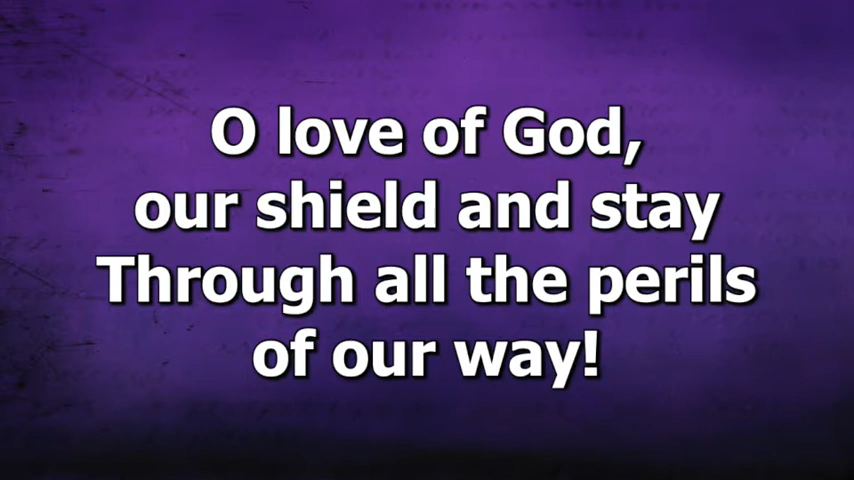 O love of God,
our shield and stay
Through all the perils
of our way!